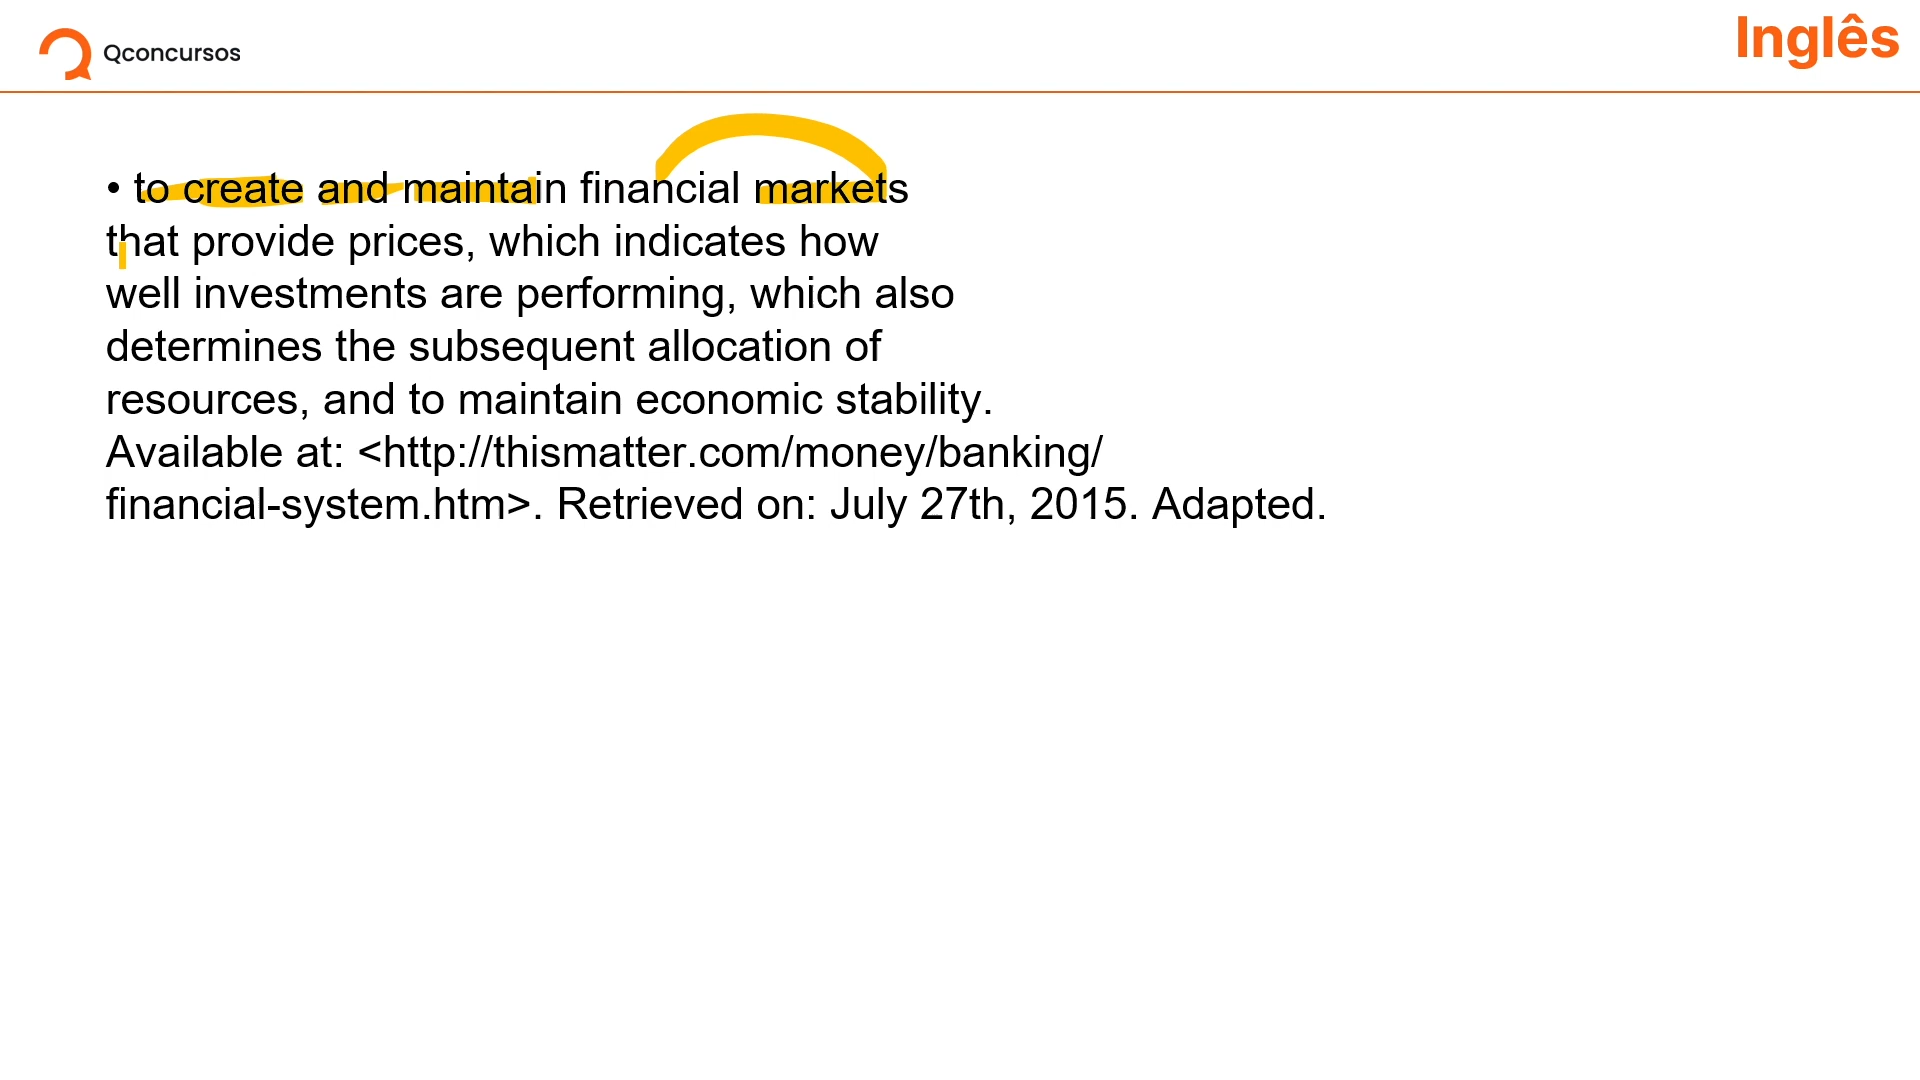 Qconcursos
Inglês
• to create and maintain financial markets
that provide prices, which indicates how
well investments are performing, which also
determines the subsequent allocation of
resources, and to maintain economic stability.
Available at: <http://thismatter.com/money/banking/
financial-system.htm>. Retrieved on: July 27th, 2015. Adapted.